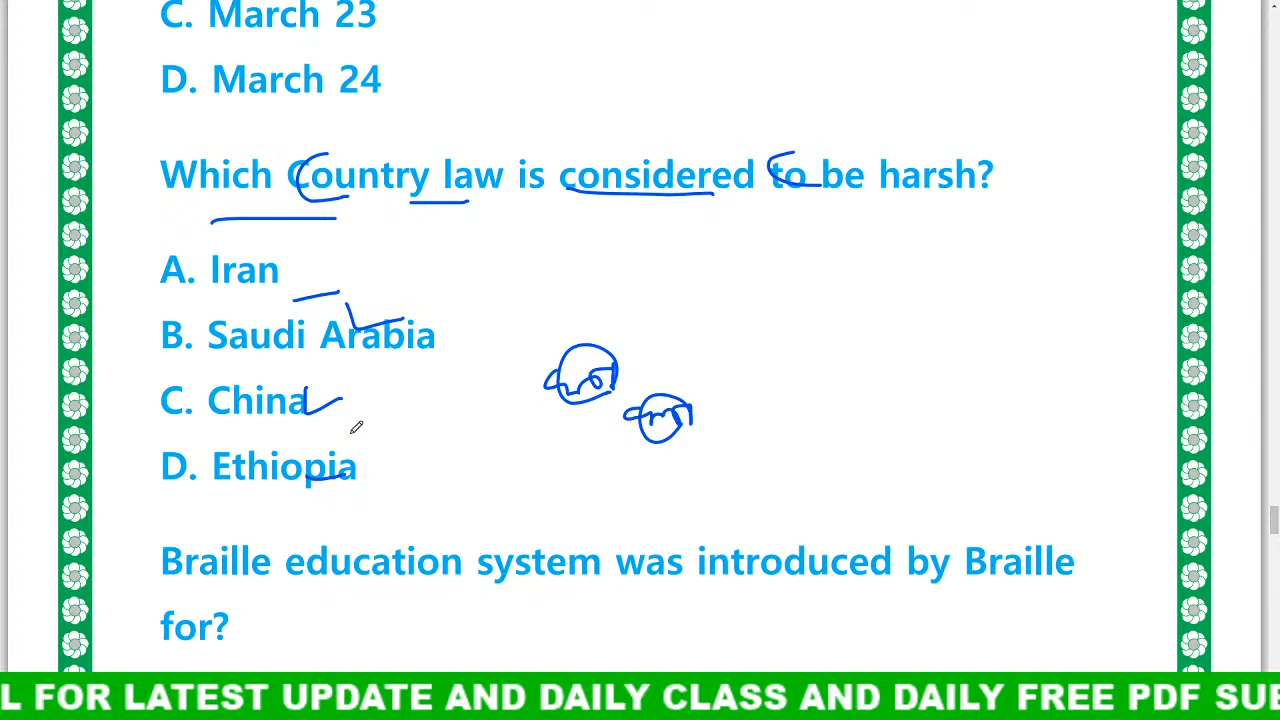 C. March 23
D. March 24
Which Country law is considered to be harsh?
A. Iran
B. Saudi Arabia
C. China
D. Ethiopia
Braille education system was introduced by Braille
for?
L FOR LATEST UPDATE AND DAILY CLASS AND DAILY FREE PDF SUB